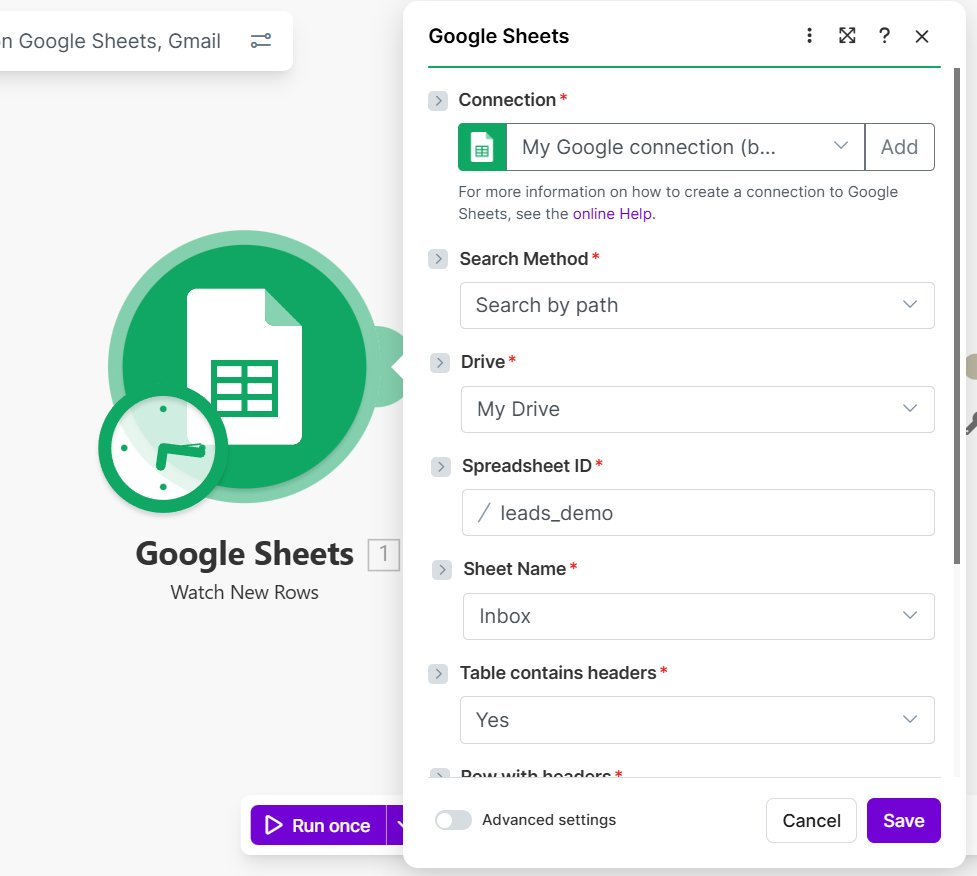 n Google Sheets, Gmail
Google Sheets
Connection *
My Google connection (b...
Add
For more information on how to create a connection to Google
Sheets, see the online Help.
Search Method *
Search by path
Drive *
My Drive
Spreadsheet ID *
/ leads_demo
Sheet Name *
Inbox
Table contains headers *
Yes
Row with headers *
Google Sheets 1
Watch New Rows
Run once
Advanced settings
Cancel
Save